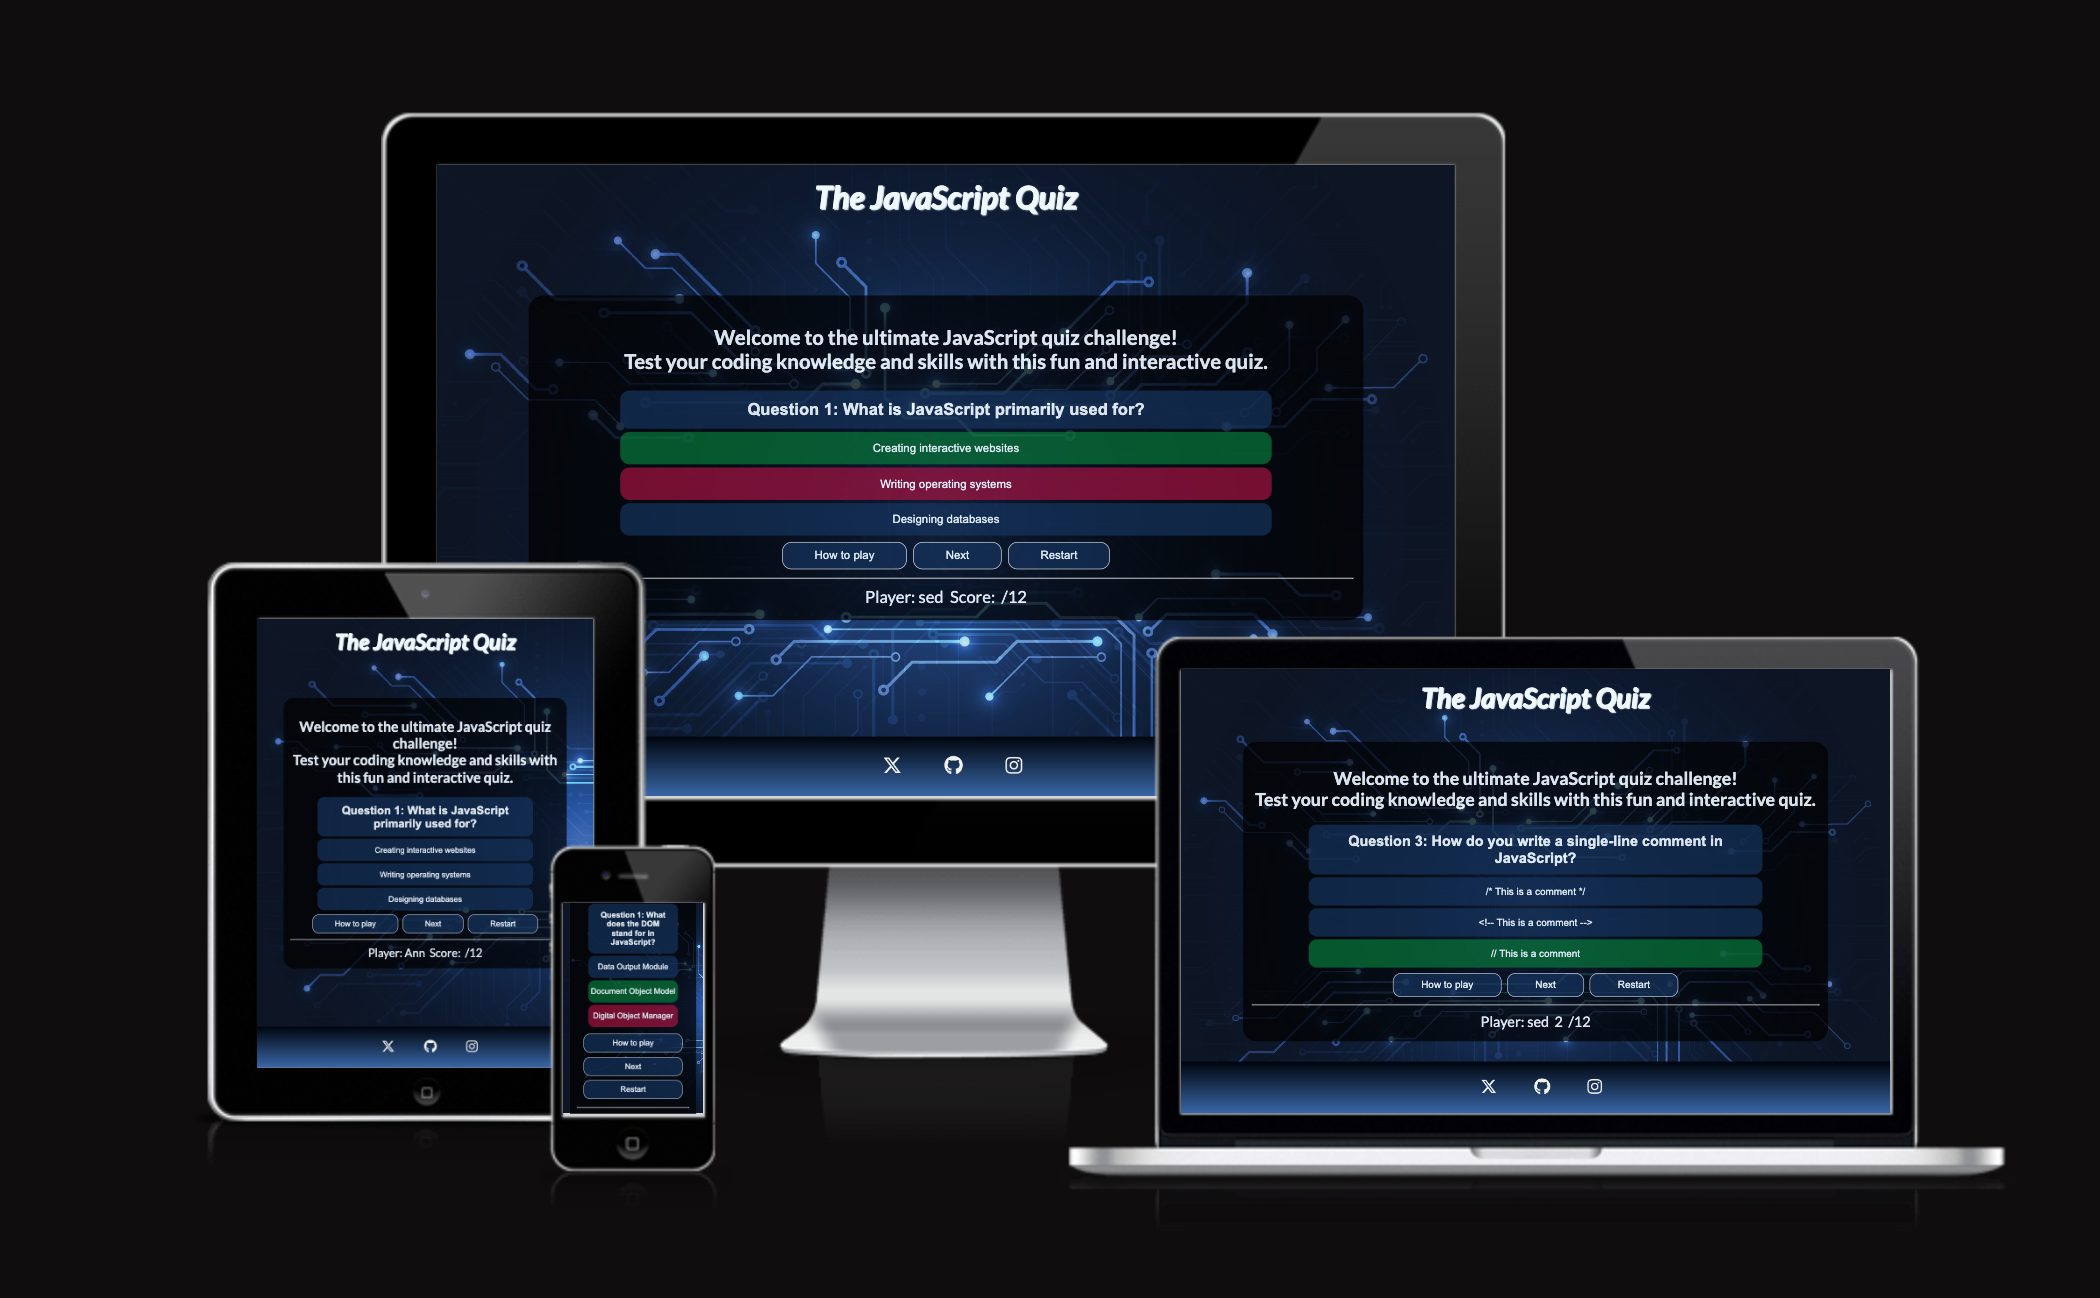 The JavaScript Quiz
Welcome to the ultimate JavaScript quiz challenge!
Test your coding knowledge and skills with this fun and interactive quiz.
Question 1: What is JavaScript primarily used for?
Creating interactive websites
Writing operating systems
Designing databases
How to play Next Restart
Player: sed Score: /12
The JavaScript Quiz
Welcome to the ultimate JavaScript quiz
challenge!
Test your coding knowledge and skills with
this fun and interactive quiz.
Question 1: What is JavaScript
primarily used for?
Creating interactive websites
Writing operating systems
Designing databases
How to play Next Restart
Player: Ann Score: /12
Question 1: What
does the DOM
stand for in
JavaScript?
Data Output Module
Document Object Model
Digital Object Manager
How to play
Next
Restart
The JavaScript Quiz
Welcome to the ultimate JavaScript quiz challenge!
Test your coding knowledge and skills with this fun and interactive quiz.
Question 3: How do you write a single-line comment in
JavaScript?
/* This is a comment */
<!-- This is a comment -->
// This is a comment
How to play Next Restart
Player: sed 2 /12